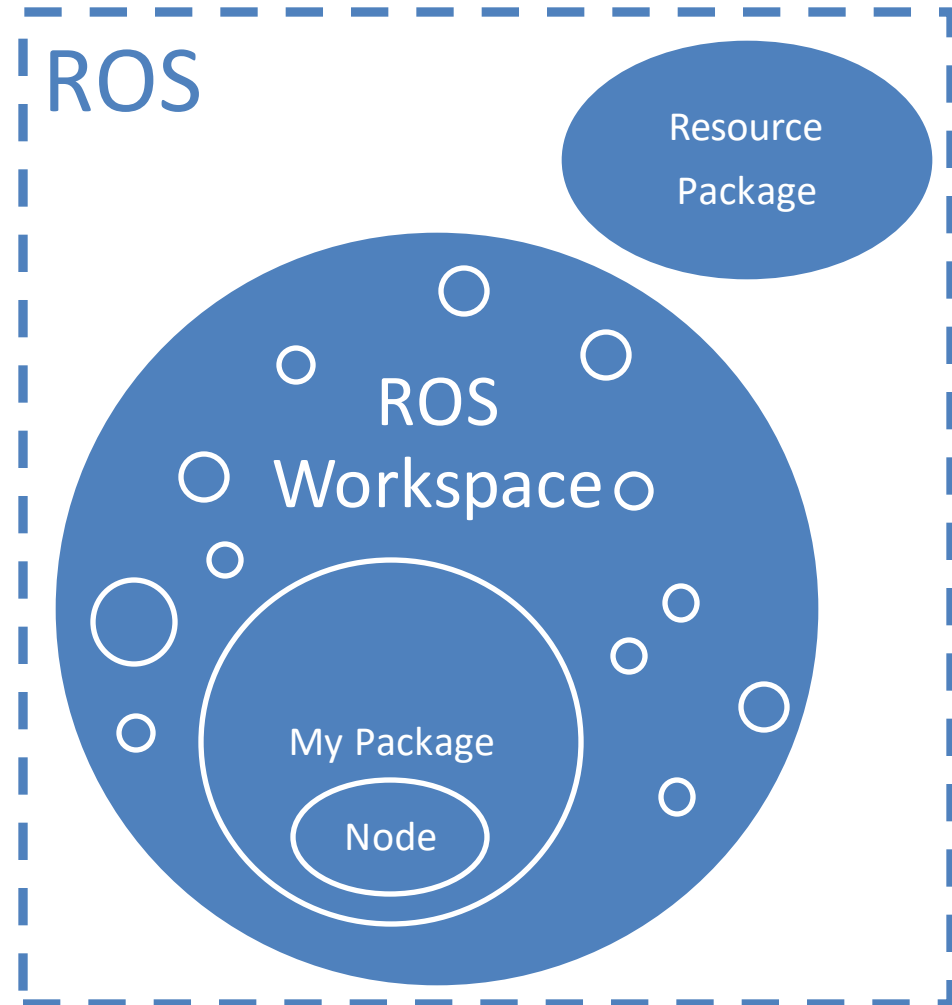 ROS
Resource
Package
ROS
Workspace
My Package
Node